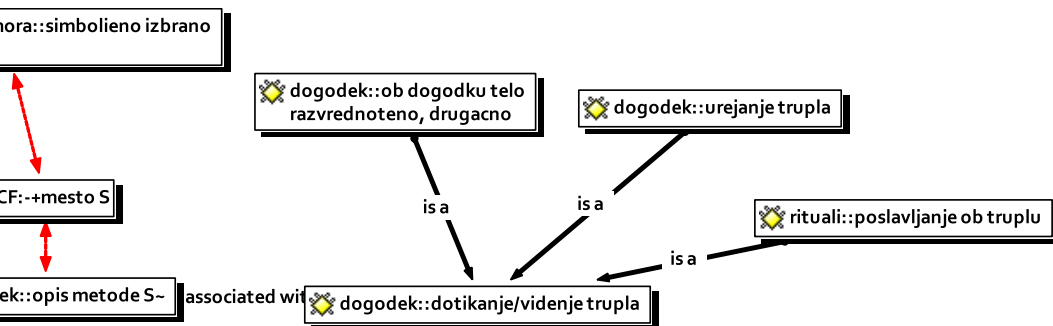 nora::simbolieno izbrano
dogodek::ob dogodku telo
razvrednoteno, drugacno
dogodek::urejanje trupla
CF:-+mesto S
is a
is a
rituali::poslavljanje ob truplu
is a
ek::opis metode S~
associated wit
dogodek::dotikanje/videnje trupla